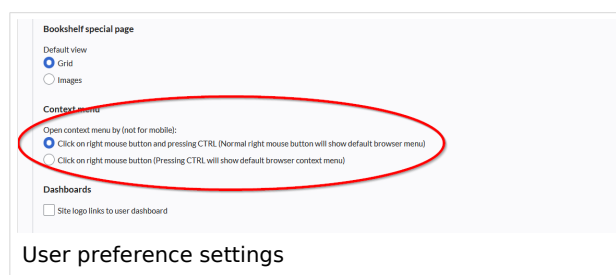 Bookshelf special page
Default view
Grid
Images
Context menu
Open context menu by (not for mobile):
Click on right mouse button and pressing CTRL (Normal right mouse button will show default browser menu)
Click on right mouse button (Pressing CTRL will show default browser context menu)
Dashboards
Site logo links to user dashboard
User preference settings